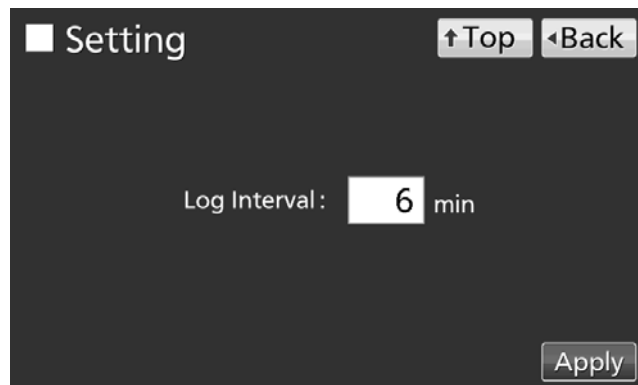 Setting
↑Top
◂Back
Log Interval: 6 min
Apply